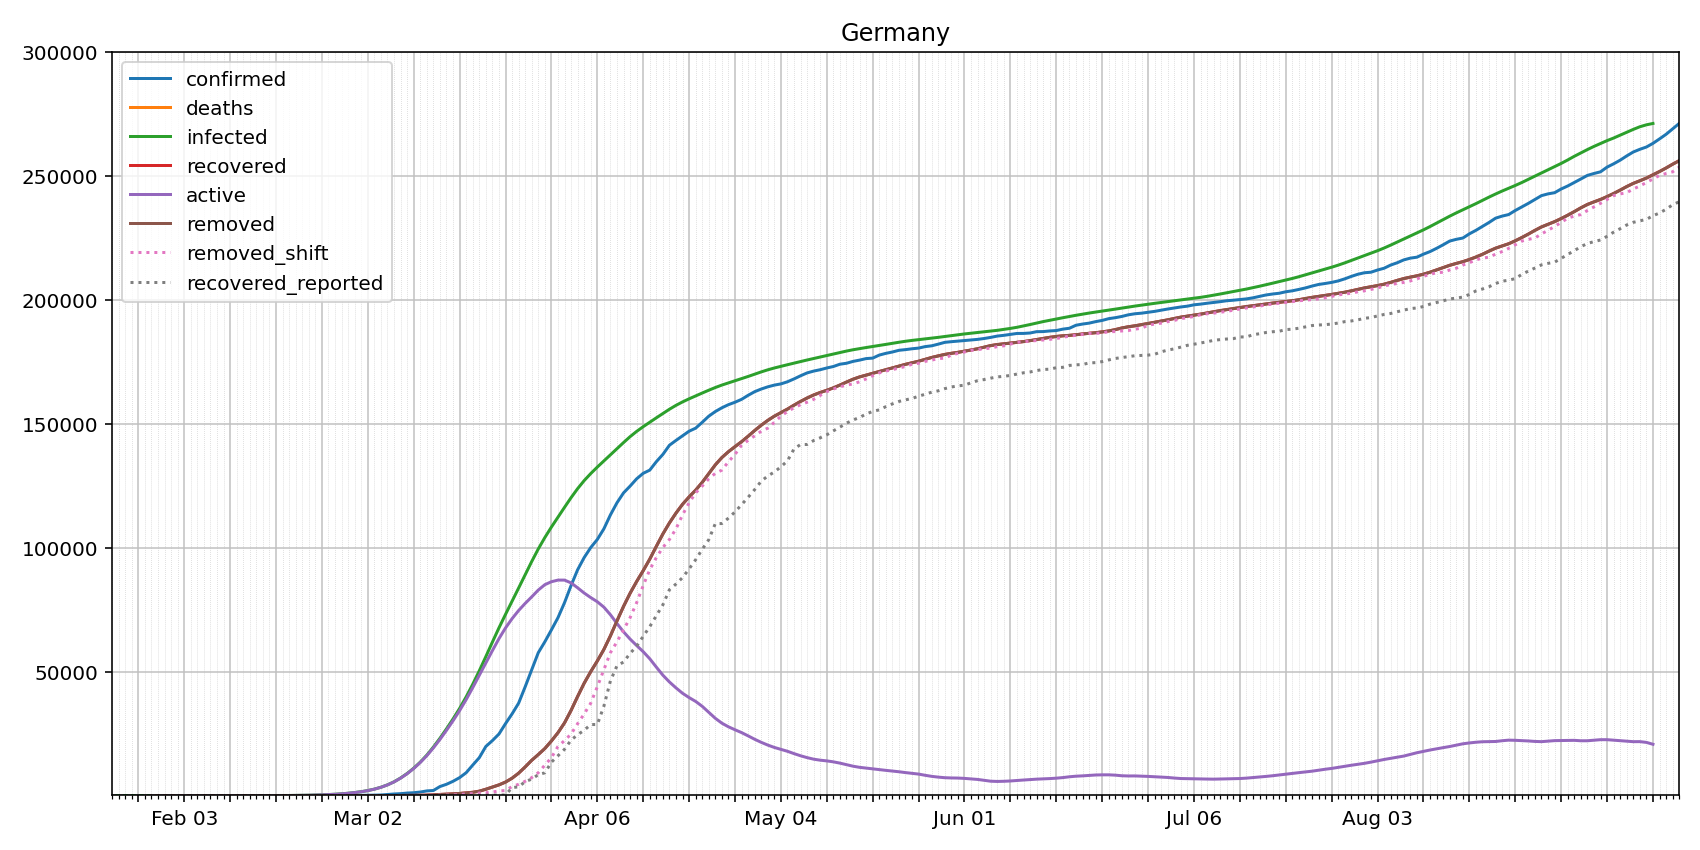 Germany
300000
250000
200000
150000
100000
50000
confirmed
deaths
infected
recovered
active
removed
removed_shift
recovered_reported
Feb 03 Mar 02 Apr 06 May 04 Jun 01 Jul 06 Aug 03